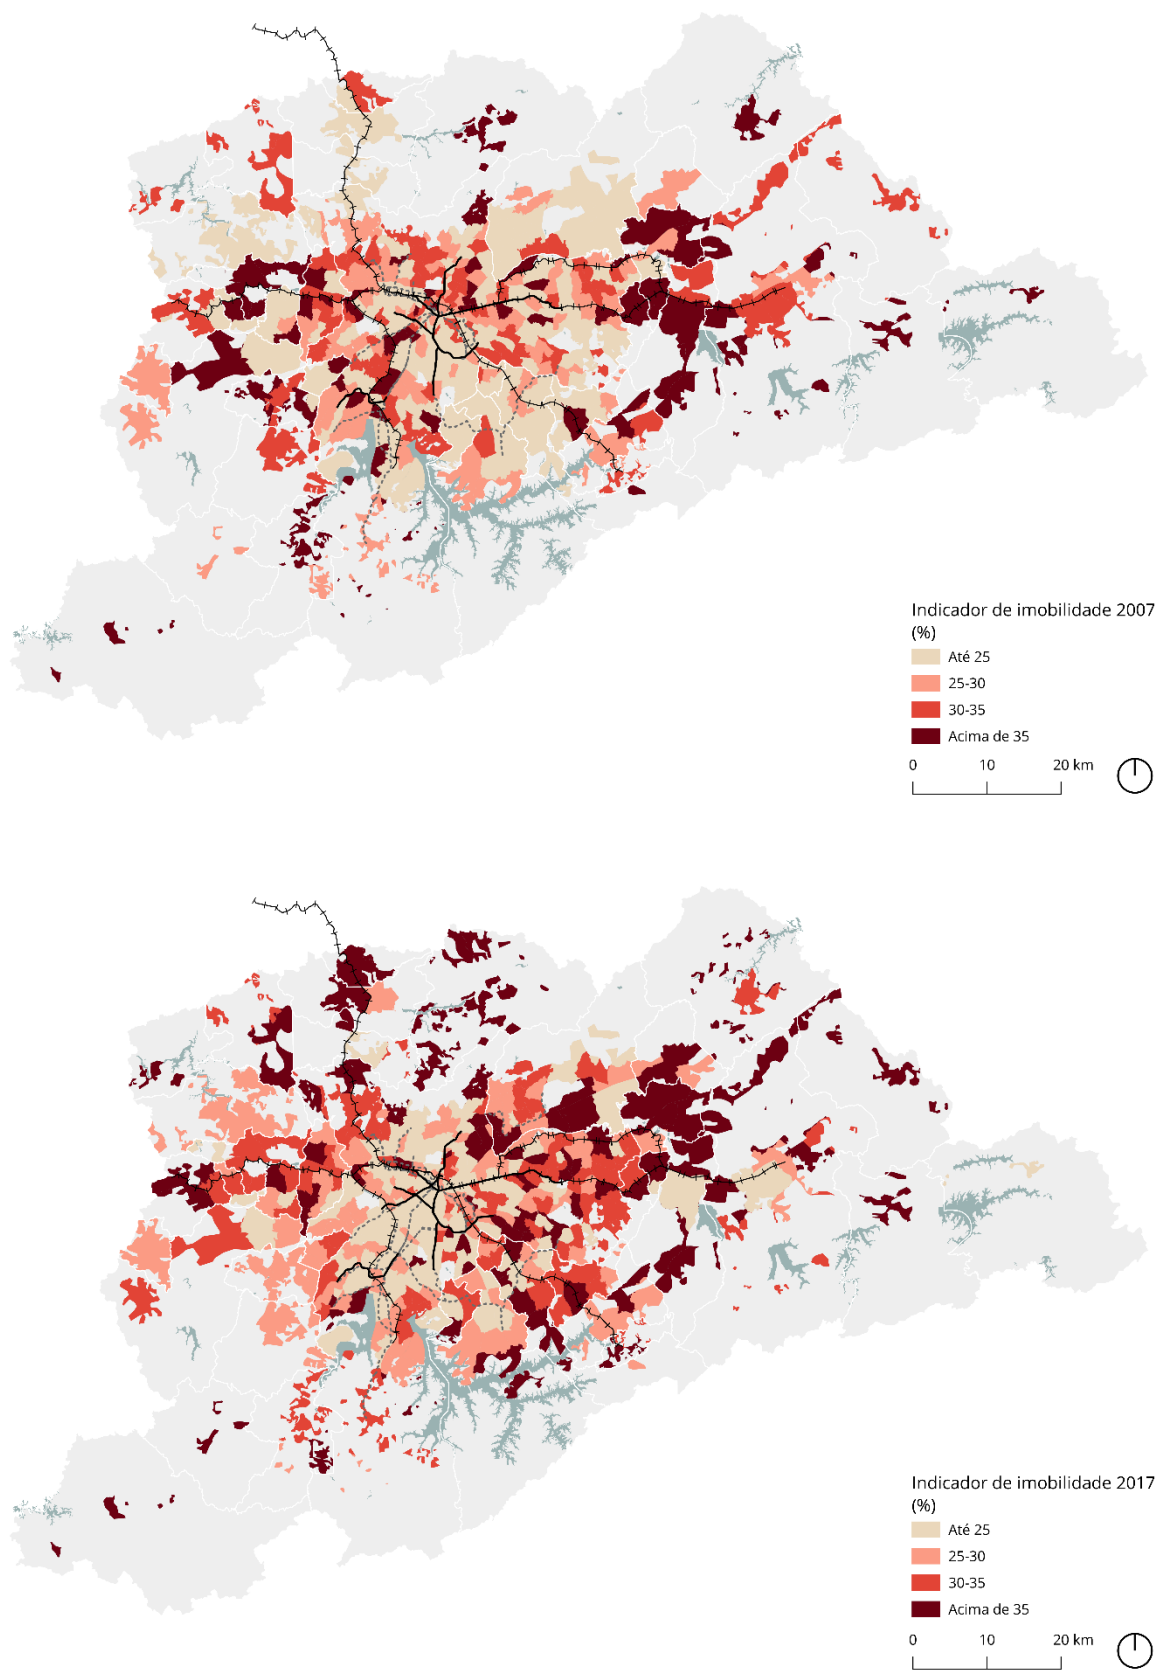 Indicador de imobilidade 2007
(%)
Até 25
25-30
30-35
Acima de 35
0 10 20 km
Indicador de imobilidade 2017
(%)
Até 25
25-30
30-35
Acima de 35
0 10 20 km